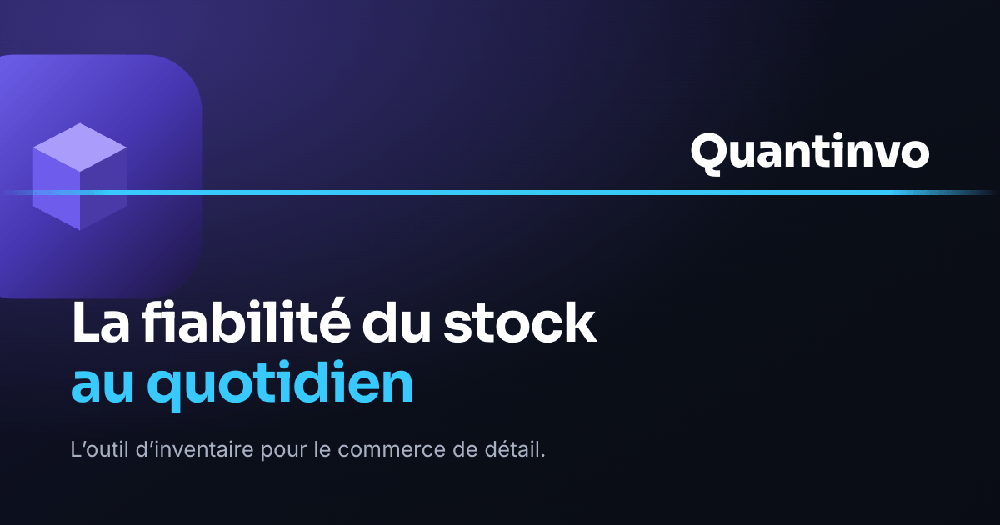 Quantinvo
La fiabilité du stock
au quotidien
L’outil d’inventaire pour le commerce de détail.